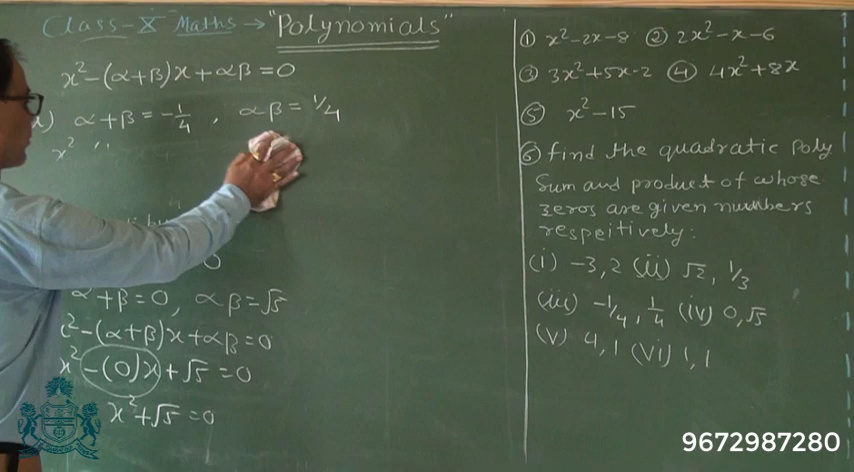 Class-X Maths → "Polynomials"
x²-(α+β)x+αβ=0
α+β=-1/4, αβ=1/4
x²
0
α+β=0, αβ=√5
-(α+β)x+αβ=0
x²-(0)x+√5=0
x²+√5=0
① x²-2x-8 ② 2x²-x-6
③ 3x²+5x-2 ④ 4x²+8x
⑤ x²-15
⑥ find the quadratic Poly
Sum and product of whose
zeros are given numbers
respeitively:
(i) -3,2 (ii) √2, 1/3
(iii) -1/4, 1/4 (iv) 0,√5
(v) 4,1 (vi) 1,1
9672987280